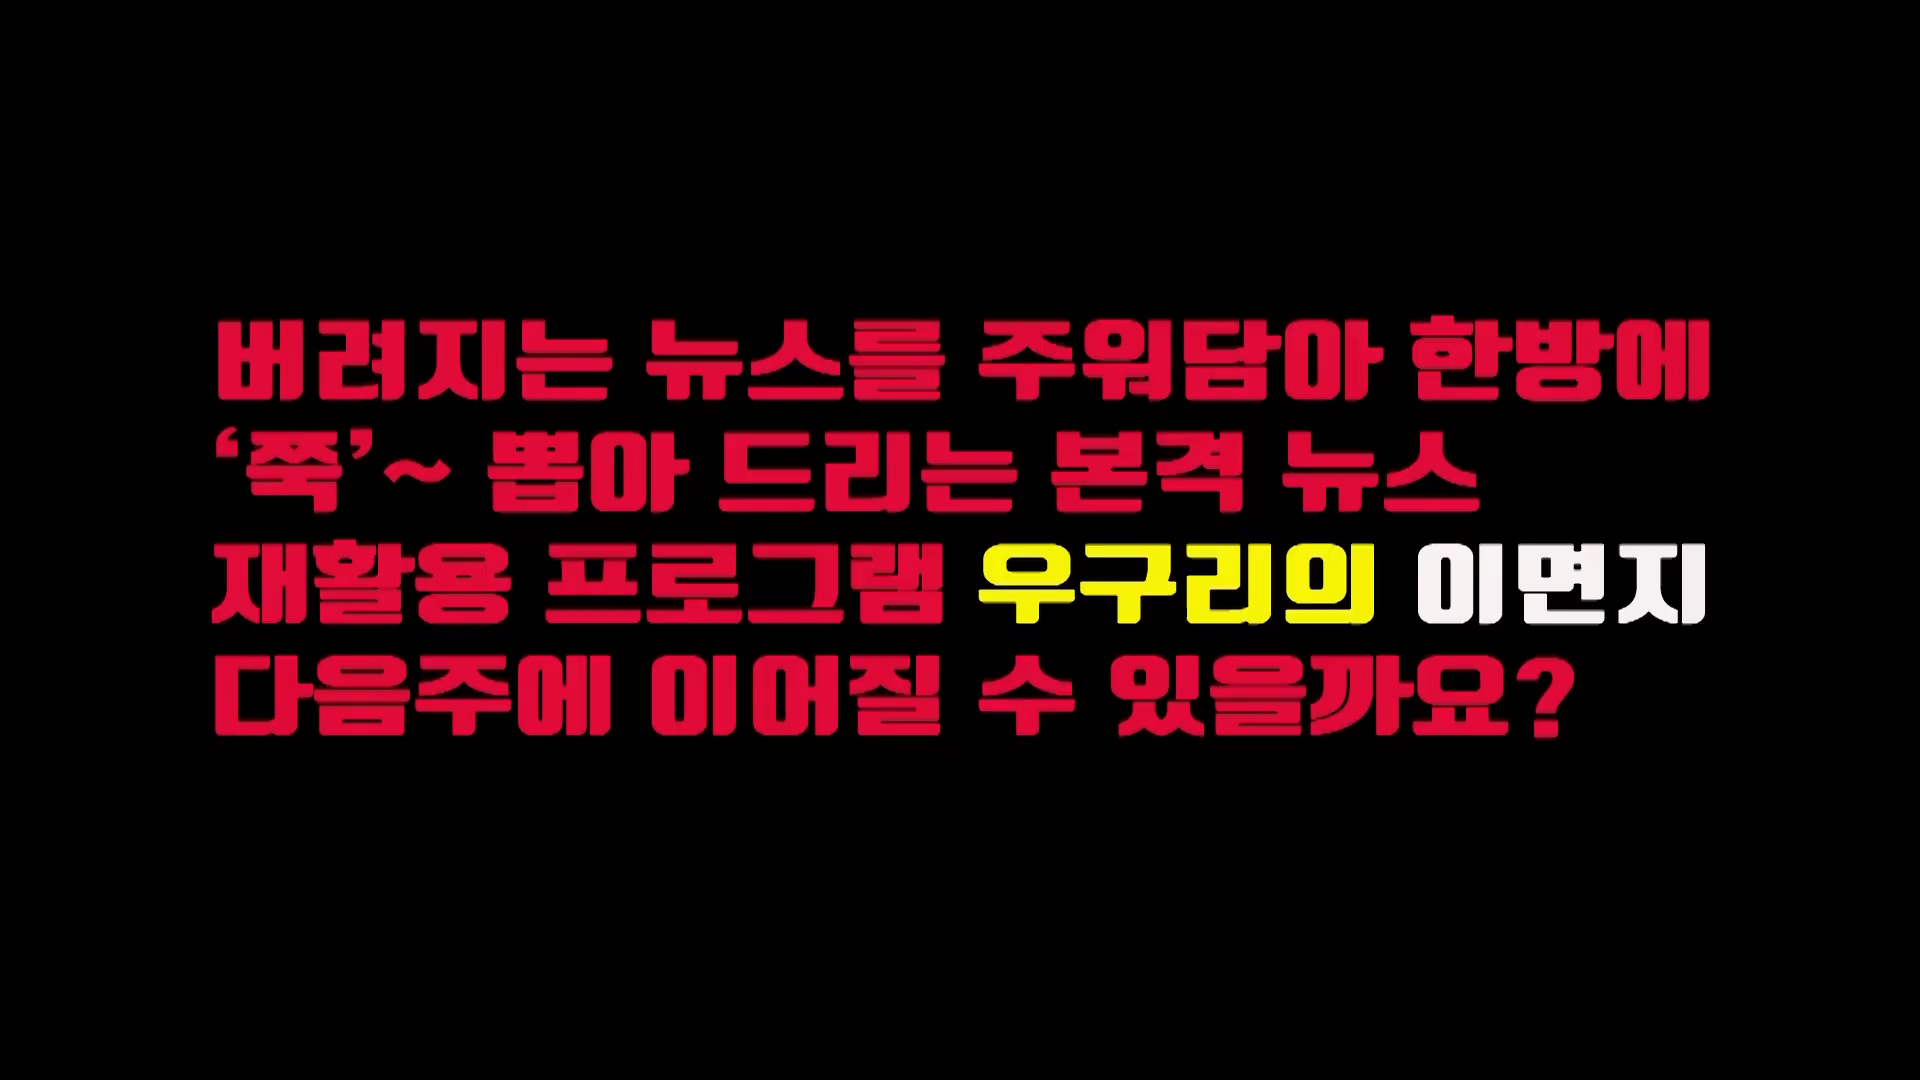 버려지는 뉴스를 주워담아 한방에
‘쭉’~ 뽑아 드리는 본격 뉴스
재활용 프로그램 우구리의 이면지
다음주에 이어질 수 있을까요?